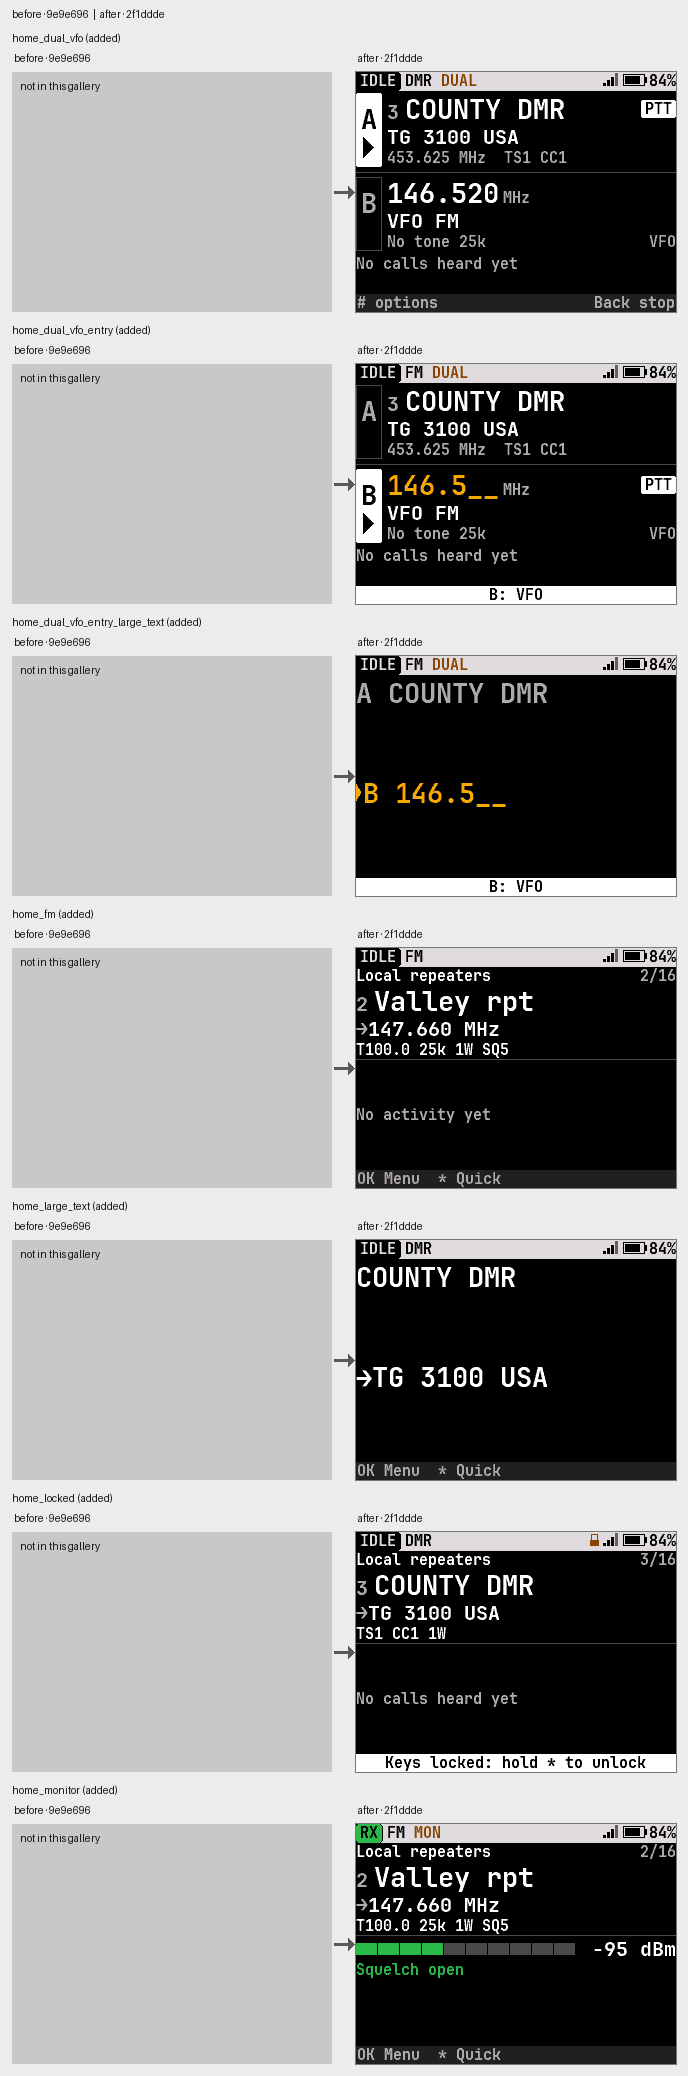 before · 9e9e696 | after · 2f1ddde
home_dual_vfo (added)
before · 9e9e696 after · 2f1ddde
not in this gallery
IDLE DMR DUAL 84%
A 3 COUNTY DMR PTT
TG 3100 USA
453.625 MHz TS1 CC1
B 146.520 MHz
VFO FM
No tone 25k VFO
No calls heard yet
# options Back stop
home_dual_vfo_entry (added)
before · 9e9e696 after · 2f1ddde
not in this gallery
IDLE FM DUAL 84%
A 3 COUNTY DMR
TG 3100 USA
453.625 MHz TS1 CC1
B 146.5__ MHz PTT
VFO FM
No tone 25k VFO
No calls heard yet
B: VFO
home_dual_vfo_entry_large_text (added)
before · 9e9e696 after · 2f1ddde
not in this gallery
IDLE FM DUAL 84%
A COUNTY DMR
B 146.5__
B: VFO
home_fm (added)
before · 9e9e696 after · 2f1ddde
not in this gallery
IDLE FM 84%
Local repeaters 2/16
2 Valley rpt
→147.660 MHz
T100.0 25k 1W SQ5
No activity yet
OK Menu * Quick
home_large_text (added)
before · 9e9e696 after · 2f1ddde
not in this gallery
IDLE DMR 84%
COUNTY DMR
→TG 3100 USA
OK Menu * Quick
home_locked (added)
before · 9e9e696 after · 2f1ddde
not in this gallery
IDLE DMR 84%
Local repeaters 3/16
3 COUNTY DMR
→TG 3100 USA
TS1 CC1 1W
No calls heard yet
Keys locked: hold * to unlock
home_monitor (added)
before · 9e9e696 after · 2f1ddde
not in this gallery
RX FM MON 84%
Local repeaters 2/16
2 Valley rpt
→147.660 MHz
T100.0 25k 1W SQ5
-95 dBm
Squelch open
OK Menu * Quick